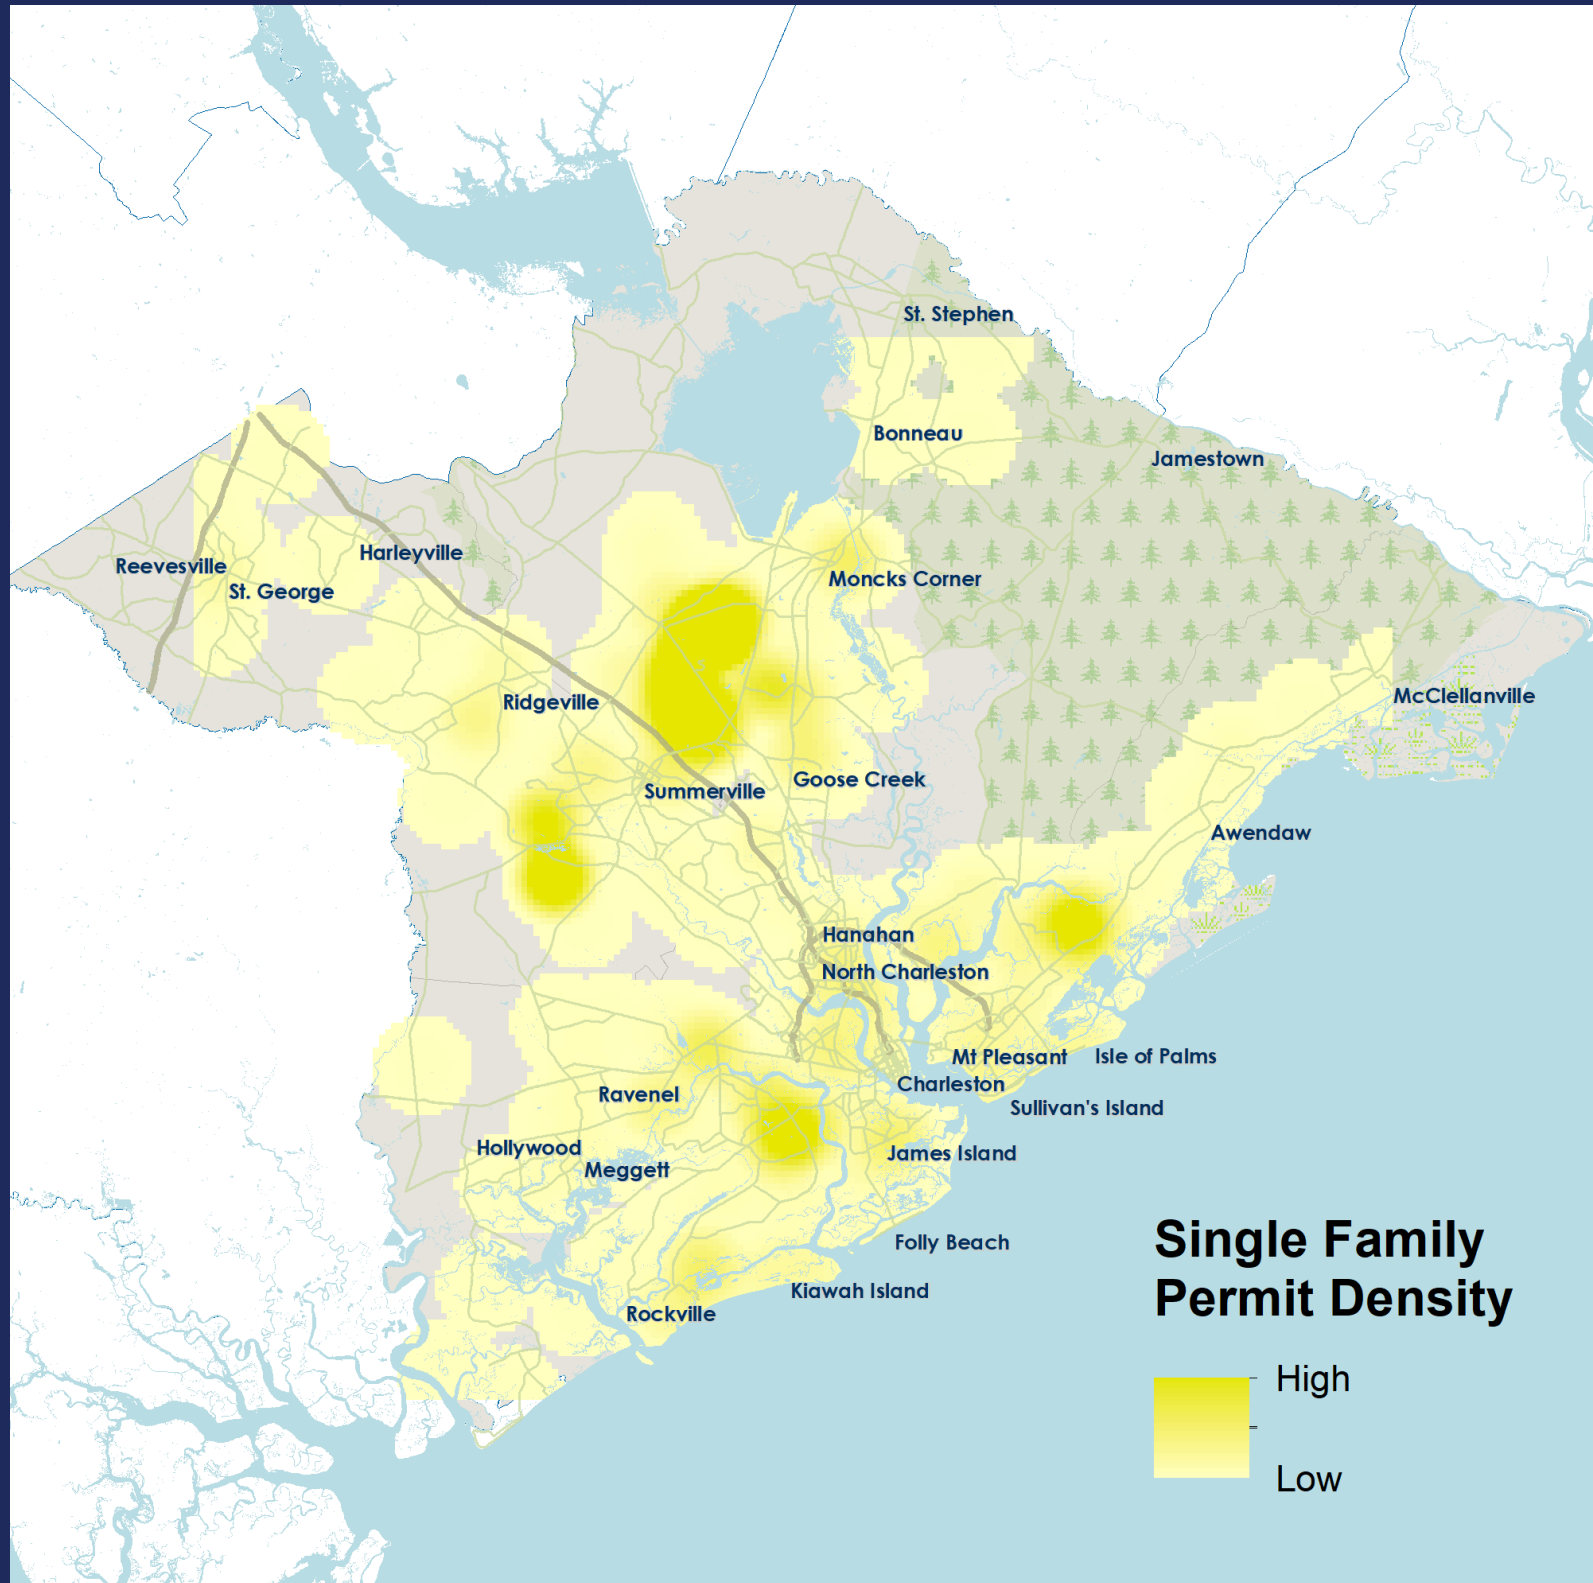 St. Stephen
Bonneau
Jamestown
Harleyville
Reevesville
St. George
Moncks Corner
McClellanville
Ridgeville
Goose Creek
Summerville
Awendaw
Hanahan
North Charleston
Mt Pleasant
Isle of Palms
Charleston
Ravenel
Sullivan's Island
Hollywood
James Island
Meggett
Folly Beach
Kiawah Island
Rockville
Single Family
Permit Density
High
Low